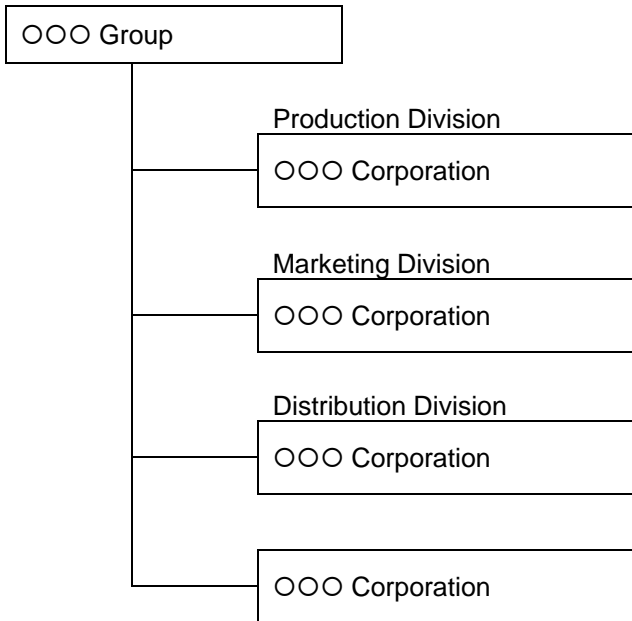 ○○○ Group
Production Division
○○○ Corporation
Marketing Division
○○○ Corporation
Distribution Division
○○○ Corporation
○○○ Corporation